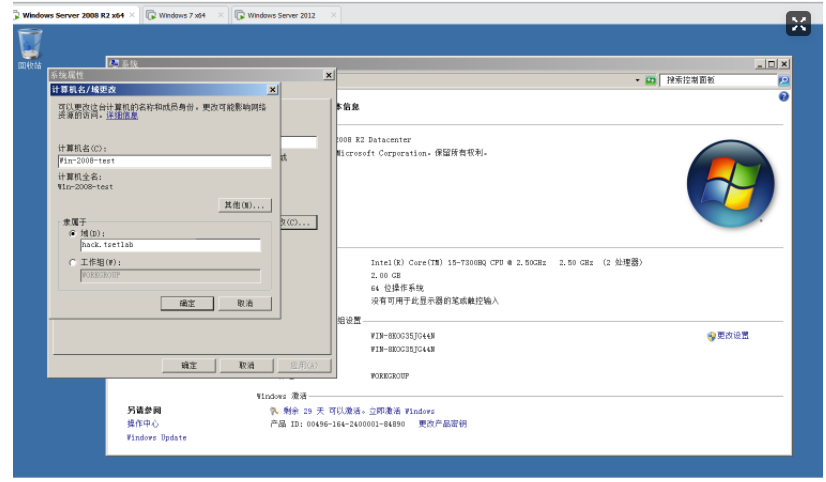 Windows Server 2008 R2 x64
Windows 7 x64
Windows Server 2012
回收站
系统
系统属性
搜索控制面板
计算机名/域更改
可以更改这台计算机的名称和成员身份，更改可能影响网络
资源的访问。详细信息
本信息
计算机名(C):
Win-2008-test
2008 R2 Datacenter
Microsoft Corporation。保留所有权利。
计算机全名:
Win-2008-test
其他(M)...
隶属于
域(D):
hack.tsetlab
工作组(W):
WORKGROUP
确定
取消
改(C)...
Intel(R) Core(TM) i5-7300HQ CPU @ 2.50GHz 2.50 GHz (2 处理器)
2.00 GB
64 位操作系统
没有可用于此显示器的笔或触控输入
组设置
WIN-8KOG35JG44N
更改设置
WIN-8KOG35JG44N
确定
取消
应用(A)
WORKGROUP
Windows 激活
剩余 29 天 可以激活。立即激活 Windows
产品 ID: 00496-164-2400001-84890 更改产品密钥
另请参阅
操作中心
Windows Update